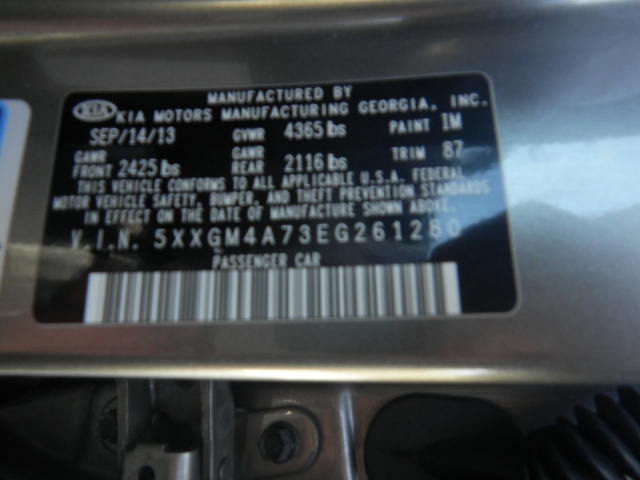 MANUFACTURED BY
KIA KIA MOTORS MANUFACTURING GEORGIA, INC.
SEP/14/13 GVWR 4365 lbs PAINT IM
GAWR FRONT 2425 lbs GAWR REAR 2116 lbs TRIM 87
THIS VEHICLE CONFORMS TO ALL APPLICABLE U.S.A. FEDERAL
MOTOR VEHICLE SAFETY, BUMPER, AND THEFT PREVENTION STANDARDS
IN EFFECT ON THE DATE OF MANUFACTURE SHOWN ABOVE.
V.I.N. 5XXGM4A73EG261280
PASSENGER CAR